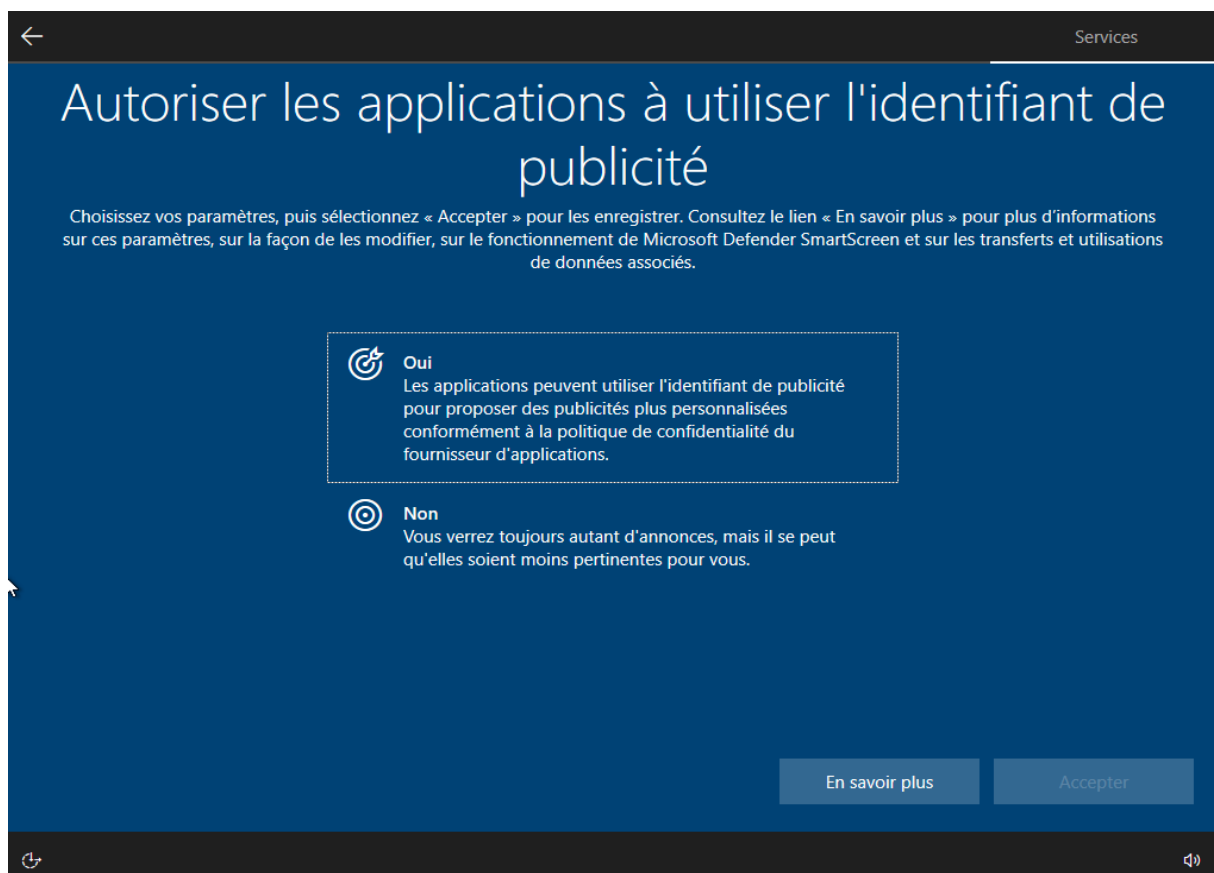 Services
Autoriser les applications à utiliser l'identifiant de
publicité
Choisissez vos paramètres, puis sélectionnez « Accepter » pour les enregistrer. Consultez le lien « En savoir plus » pour plus d’informations
sur ces paramètres, sur la façon de les modifier, sur le fonctionnement de Microsoft Defender SmartScreen et sur les transferts et utilisations
de données associés.
Oui
Les applications peuvent utiliser l'identifiant de publicité
pour proposer des publicités plus personnalisées
conformément à la politique de confidentialité du
fournisseur d'applications.
Non
Vous verrez toujours autant d'annonces, mais il se peut
qu'elles soient moins pertinentes pour vous.
En savoir plus
Accepter